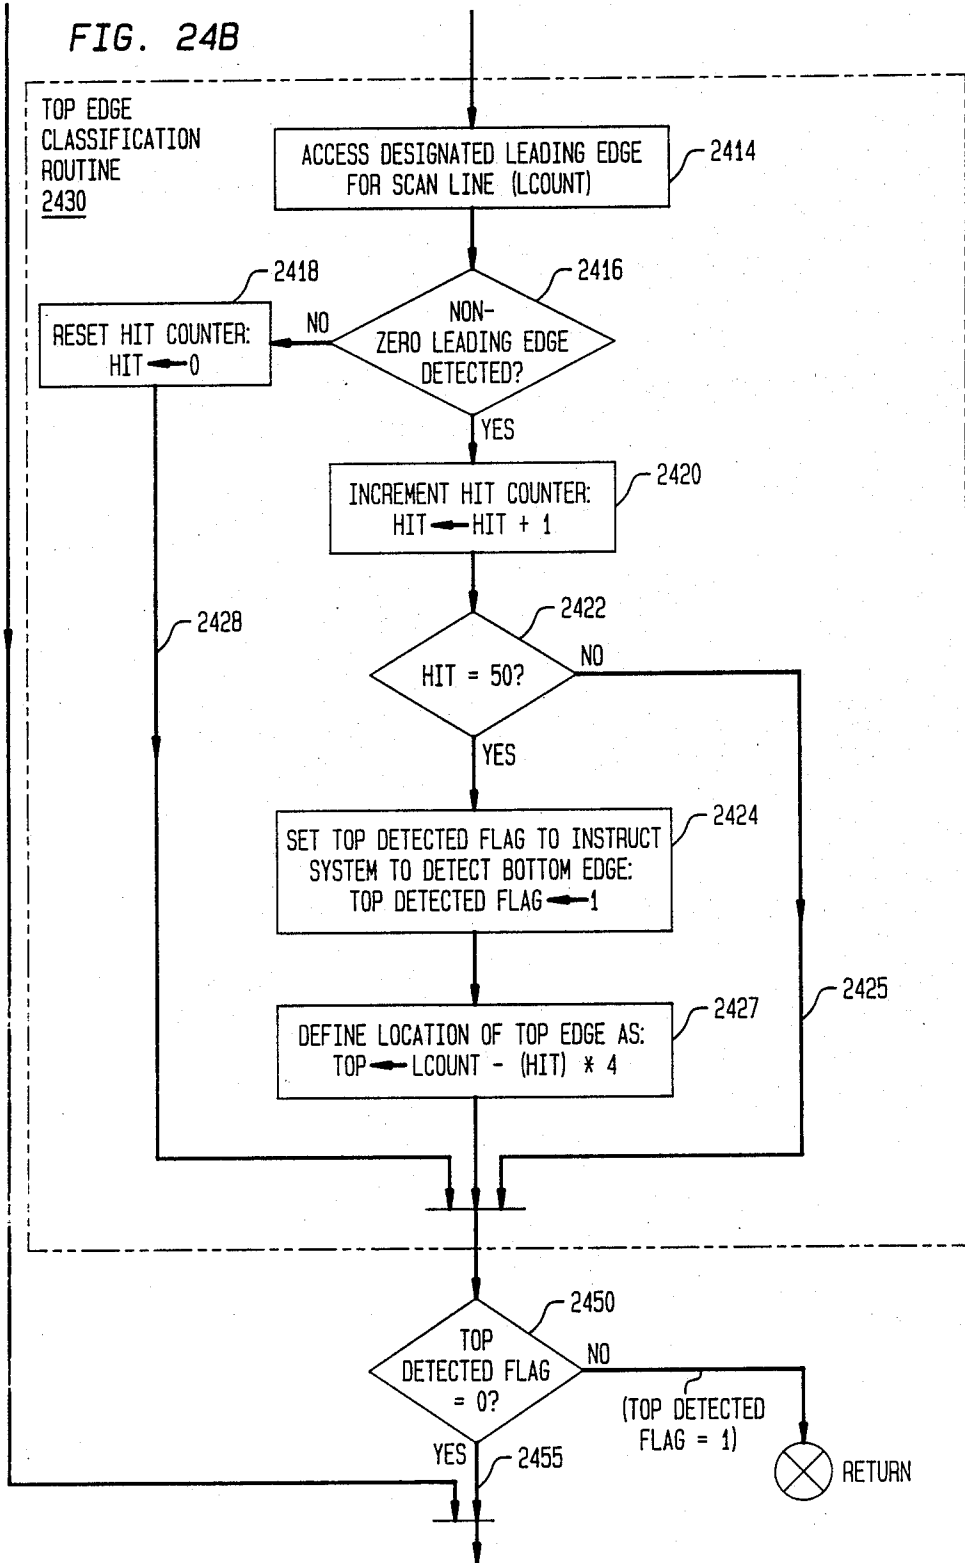 FIG. 24B
TOP EDGE
CLASSIFICATION
ROUTINE
2430
ACCESS DESIGNATED LEADING EDGE
FOR SCAN LINE (LCOUNT)
2414
2418
2416
RESET HIT COUNTER:
HIT ← 0
NO
NON-
ZERO LEADING EDGE
DETECTED?
YES
INCREMENT HIT COUNTER:
HIT ← HIT + 1
2420
2428
2422
HIT = 50?
NO
YES
SET TOP DETECTED FLAG TO INSTRUCT
SYSTEM TO DETECT BOTTOM EDGE:
TOP DETECTED FLAG ← 1
2424
2425
DEFINE LOCATION OF TOP EDGE AS:
TOP ← LCOUNT - (HIT) * 4
2427
2450
TOP
DETECTED FLAG
= 0?
NO
(TOP DETECTED
FLAG = 1)
YES
2455
RETURN